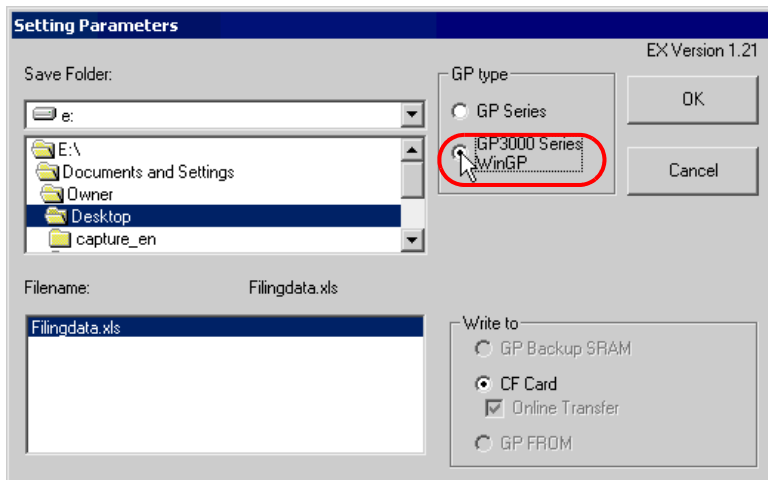 Setting Parameters
EX Version 1.21
Save Folder:
e:
E:\
Documents and Settings
Owner
Desktop
capture_en
GP type
GP Series
GP3000 Series
WinGP
OK
Cancel
Filename:
Filingdata.xls
Filingdata.xls
Write to
GP Backup SRAM
CF Card
Online Transfer
GP FROM